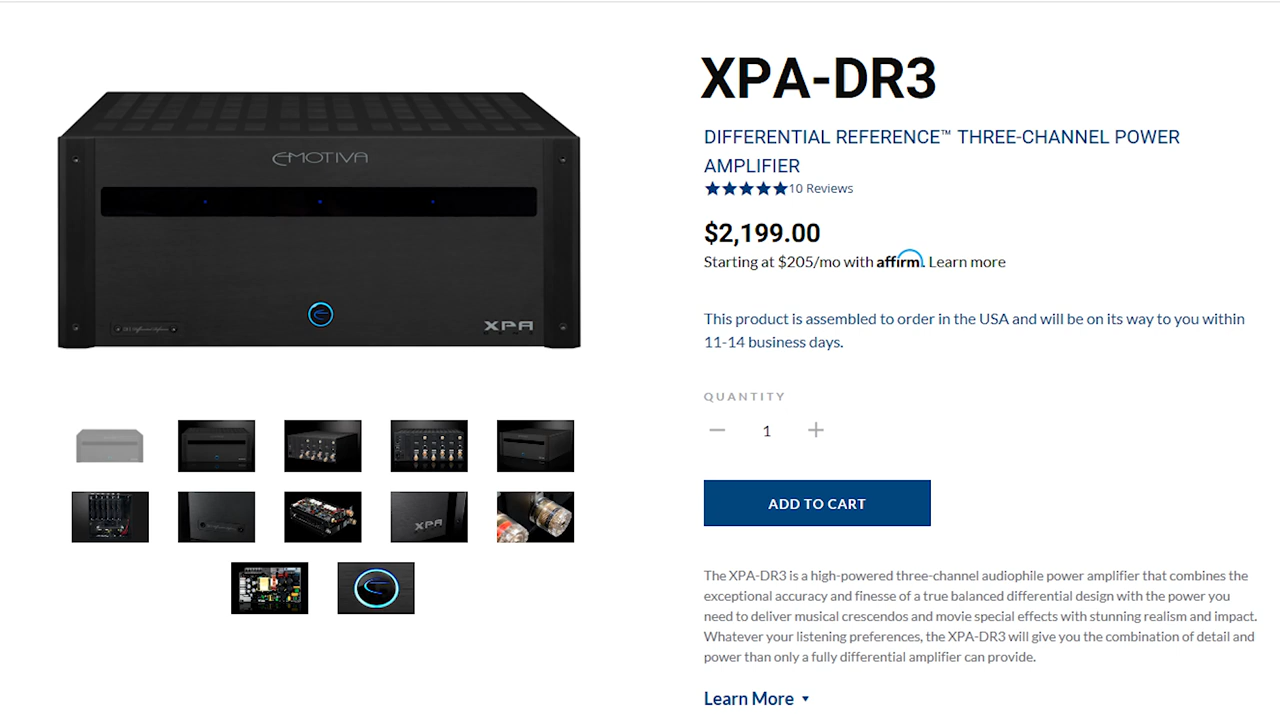 XPA-DR3
DIFFERENTIAL REFERENCE™ THREE-CHANNEL POWER
AMPLIFIER
10 Reviews
$2,199.00
Starting at $205/mo with affirm. Learn more
This product is assembled to order in the USA and will be on its way to you within
11-14 business days.
QUANTITY
— 1 +
ADD TO CART
The XPA-DR3 is a high-powered three-channel audiophile power amplifier that combines the
exceptional accuracy and finesse of a true balanced differential design with the power you
need to deliver musical crescendos and movie special effects with stunning realism and impact.
Whatever your listening preferences, the XPA-DR3 will give you the combination of detail and
power than only a fully differential amplifier can provide.
Learn More
EMOTIVA
XPA
XPA